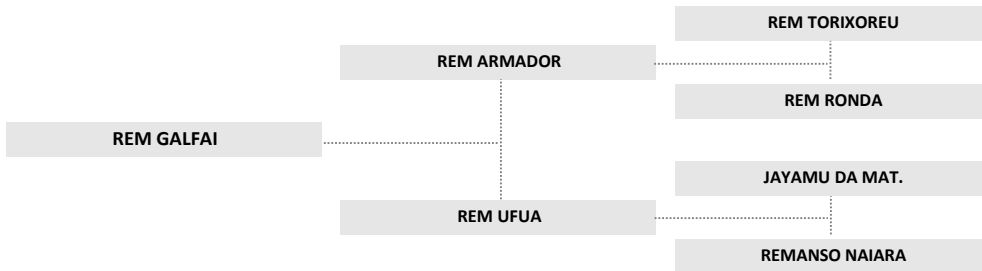 REM TORIXOREU
REM ARMADOR
REM RONDA
REM GALFAI
JAYAMU DA MAT.
REM UFUA
REMANSO NAIARA